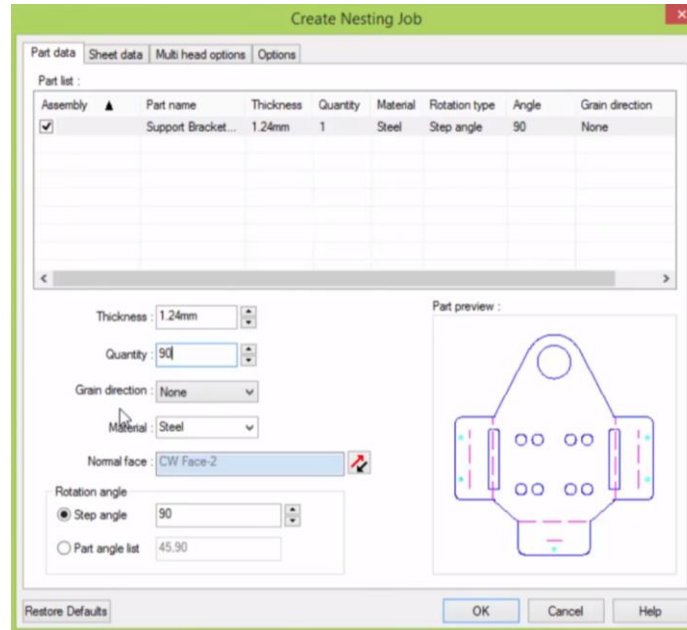 Create Nesting Job
Part data Sheet data Multi head options Options
Part list :
Assembly Part name Thickness Quantity Material Rotation type Angle Grain direction
Support Bracket... 1.24mm 1 Steel Step angle 90 None
Thickness : 1.24mm
Part preview :
Quantity : 90
Grain direction : None
Material : Steel
Normal face : CW Face-2
Rotation angle
Step angle 90
Part angle list 45,90
Restore Defaults OK Cancel Help